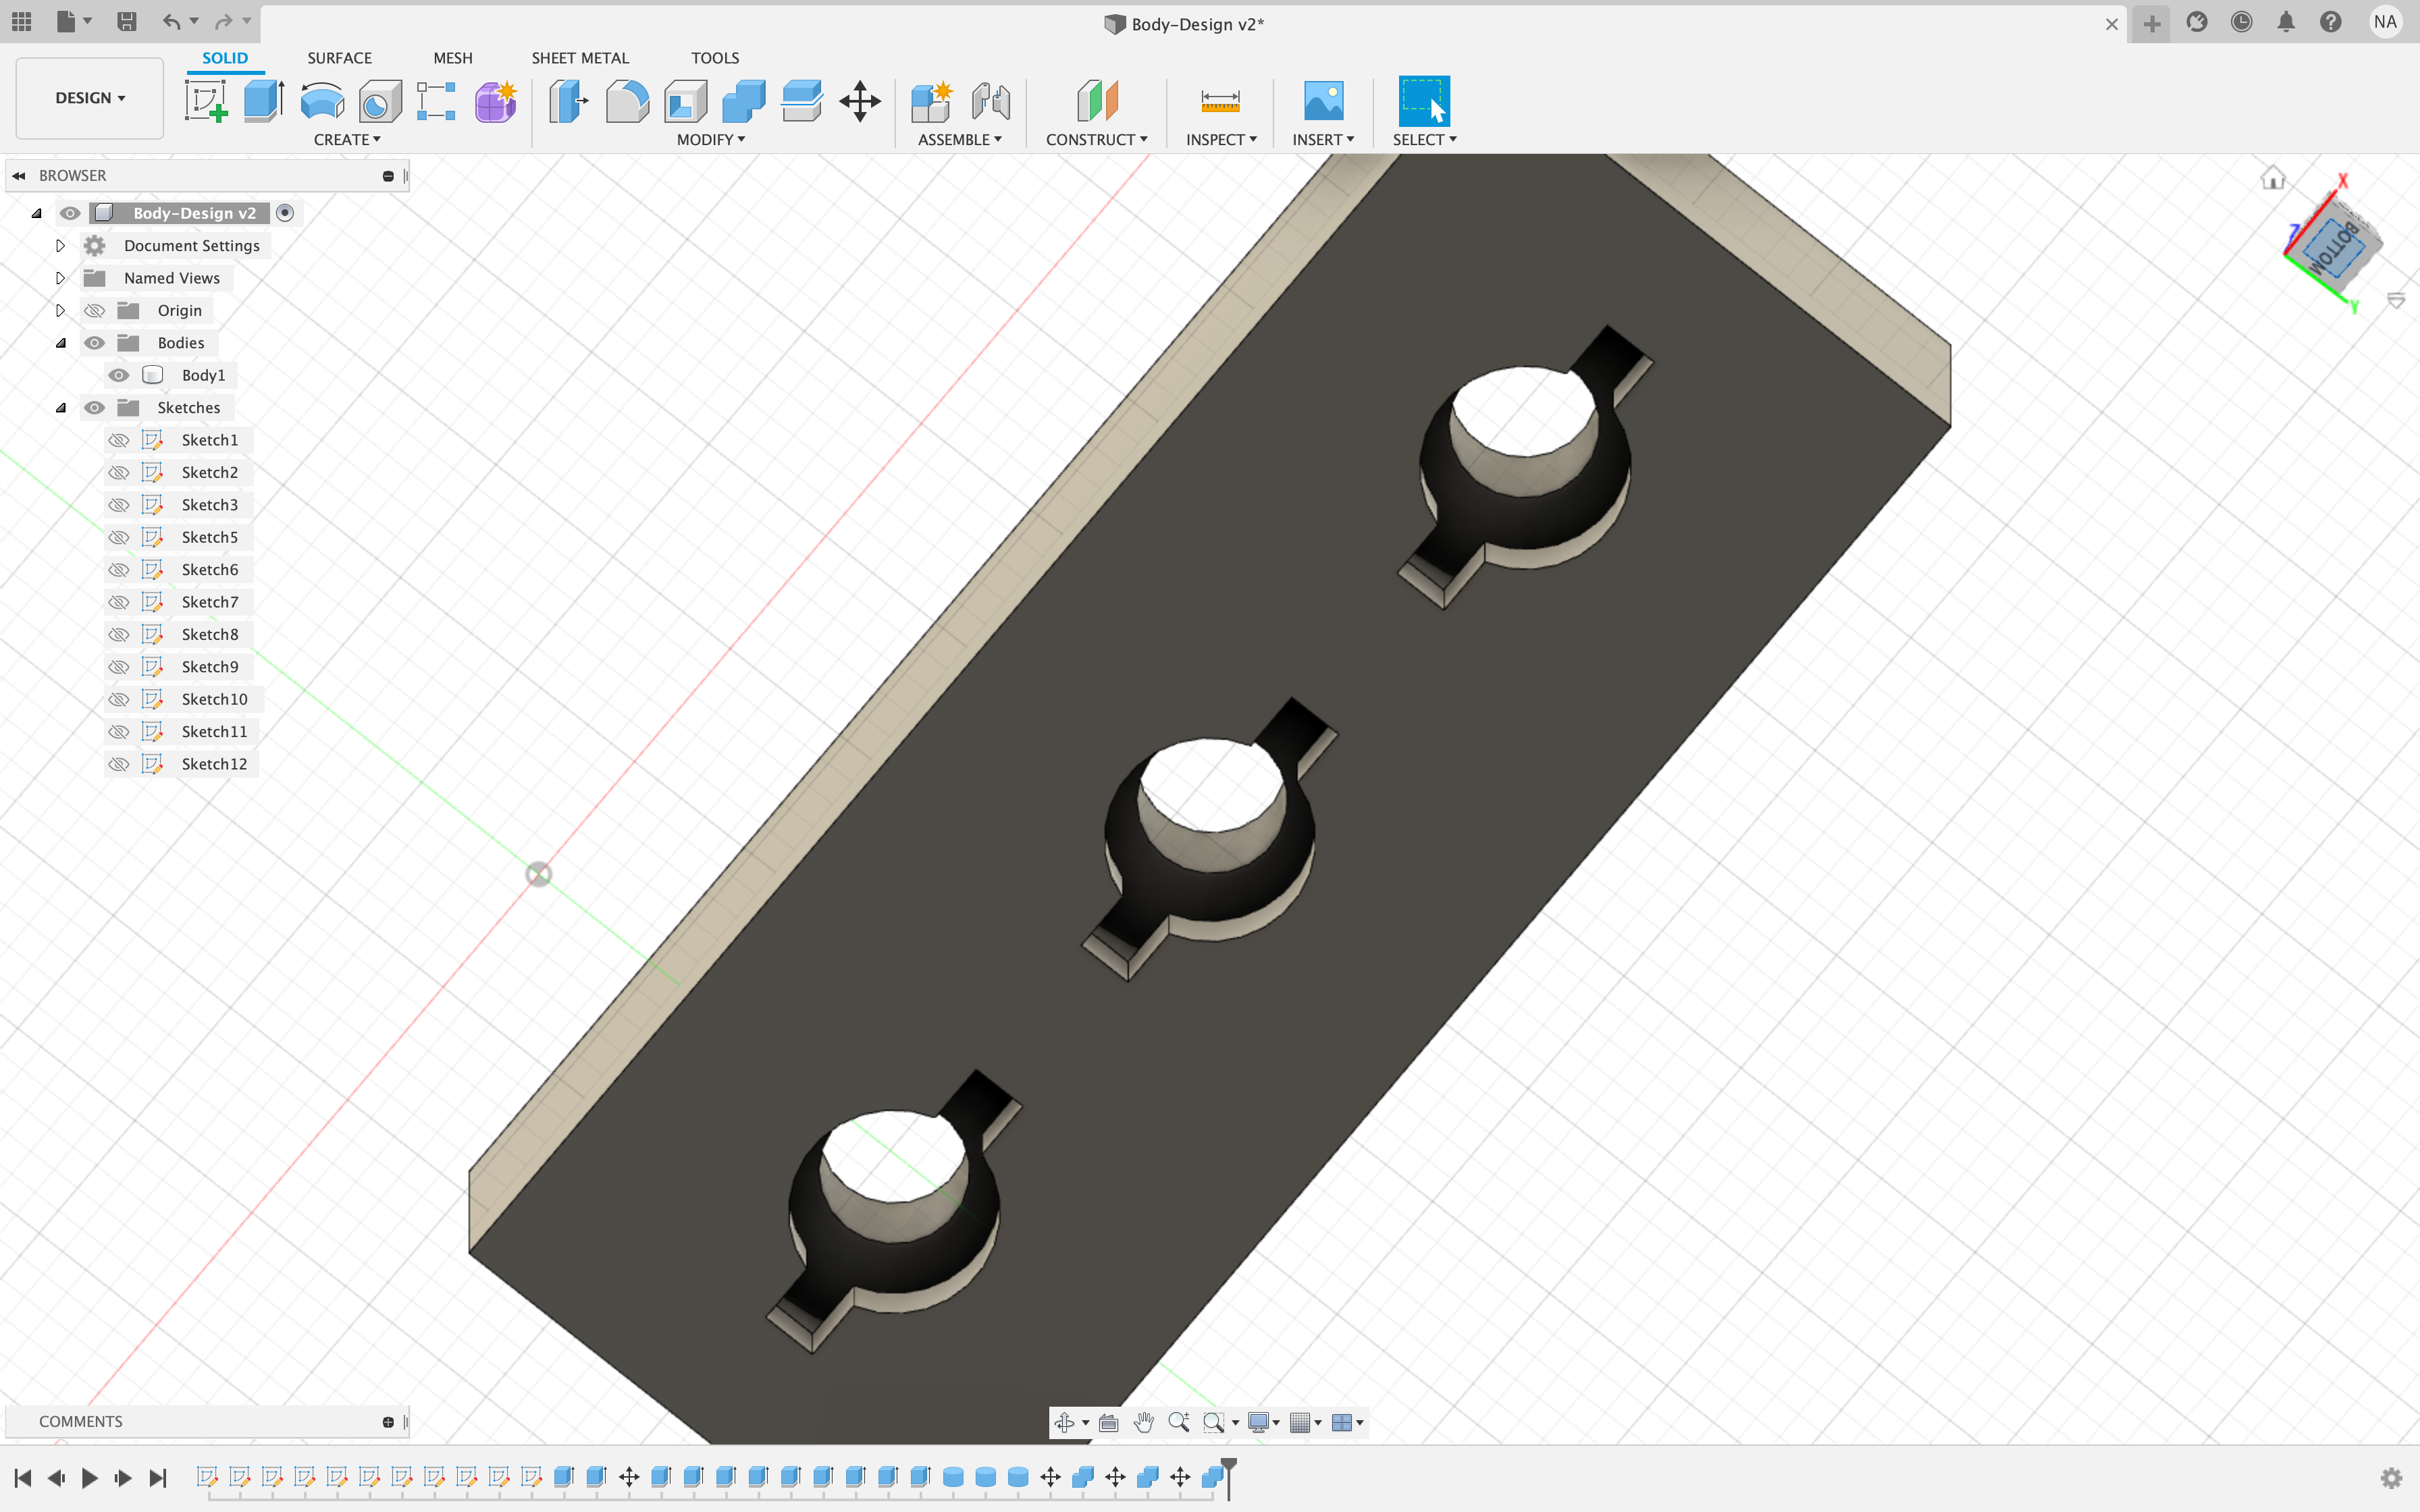 Body-Design v2*
NA
SOLID
SURFACE
MESH
SHEET METAL
TOOLS
DESIGN
CREATE
MODIFY
ASSEMBLE
CONSTRUCT
INSPECT
INSERT
SELECT
BROWSER
Body-Design v2
Document Settings
Named Views
Origin
Bodies
Body1
Sketches
Sketch1
Sketch2
Sketch3
Sketch5
Sketch6
Sketch7
Sketch8
Sketch9
Sketch10
Sketch11
Sketch12
X
Z
BOTTOM
Y
COMMENTS